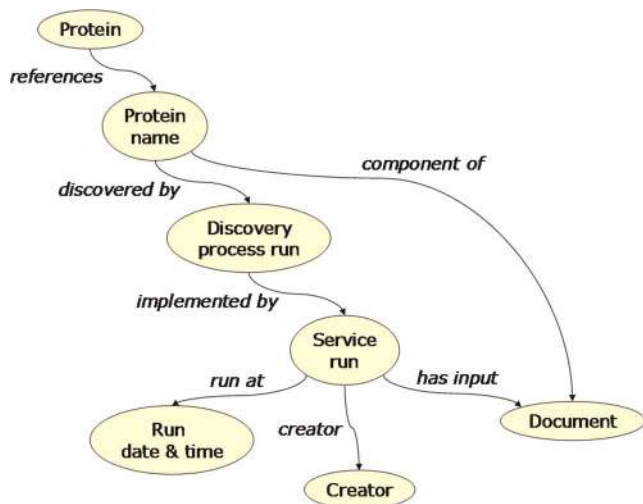 Protein
references
Protein
name
component of
discovered by
Discovery
process run
implemented by
Service
run
run at
has input
creator
Document
Run
date & time
Creator